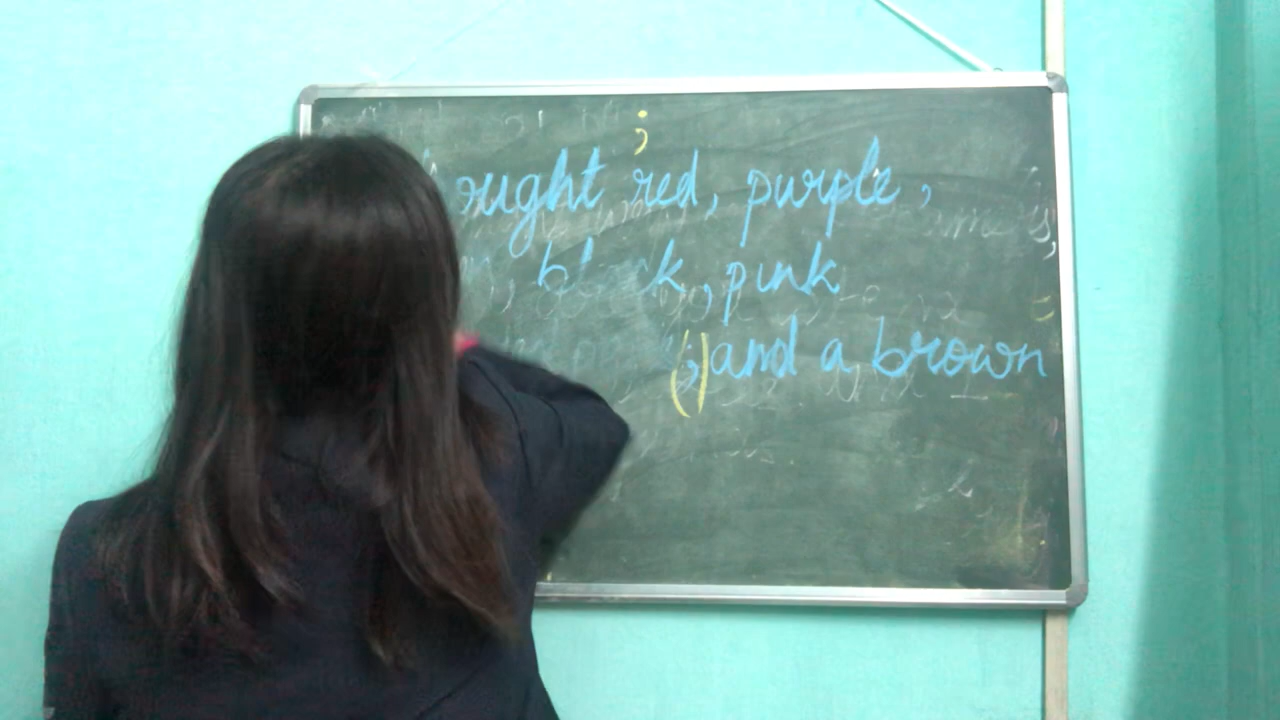 ;
ought red, purple,
, black, pink
(;) and a brown